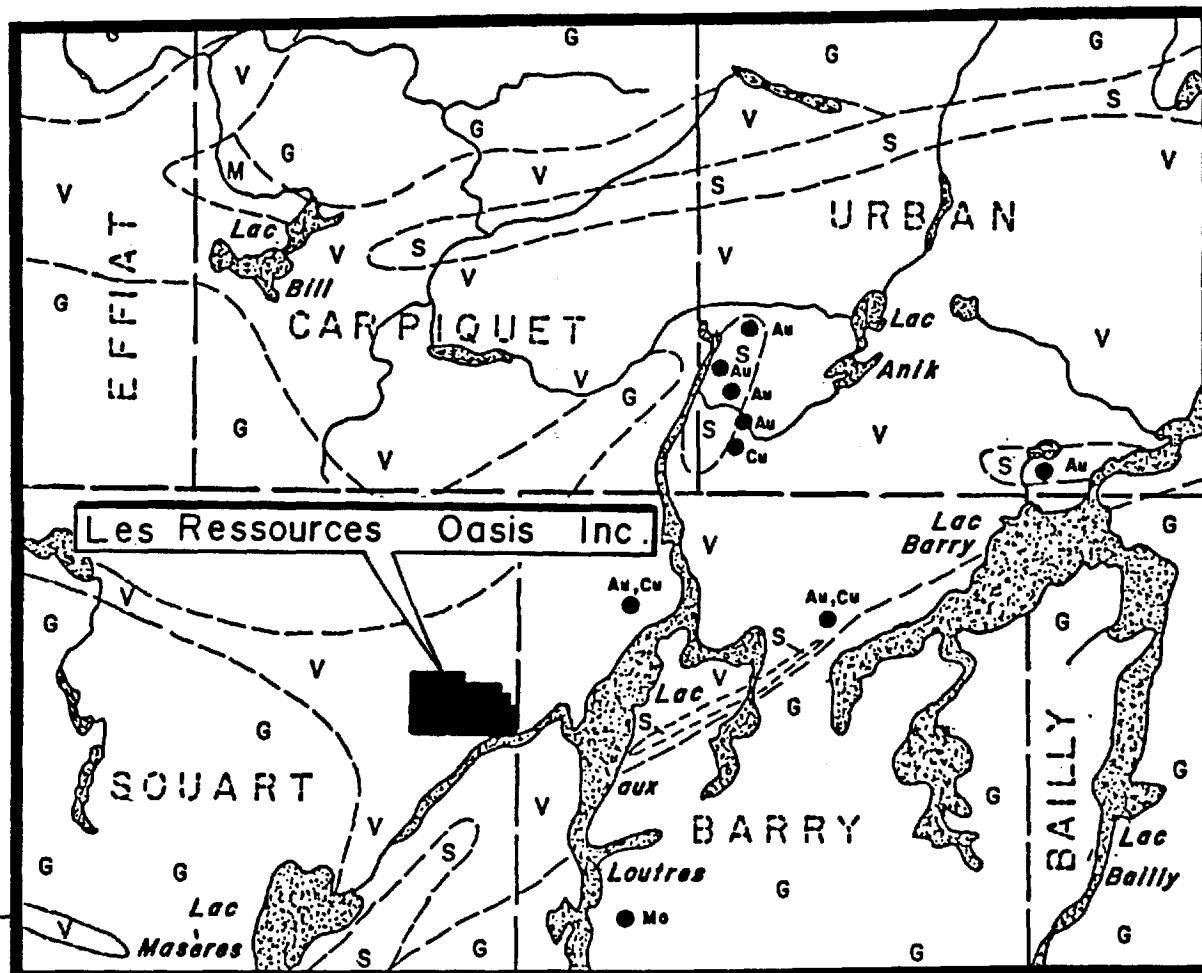 G
G
G
V
S
G
V
S
G
V
M
V
V
S
URBAN
Lac
S
V
V
EFFIAT
V
Bill
G
CARPIQUET
Au
Lac
V
S
Au
Anik
V
G
Au
G
Au
S
V
V
Cu
S
Au
Les Ressources Oasis Inc.
Lac
Barry
G
V
V
Au,Cu
Au,Cu
G
S
G
V
V
Lac
G
G
S
SOUART
aux
G
G
V
V
BARRY
BAILLY
S
Lac
G
G
Loutres
G
Bailly
Lac
Mo
V
Masères
S
G
G
G